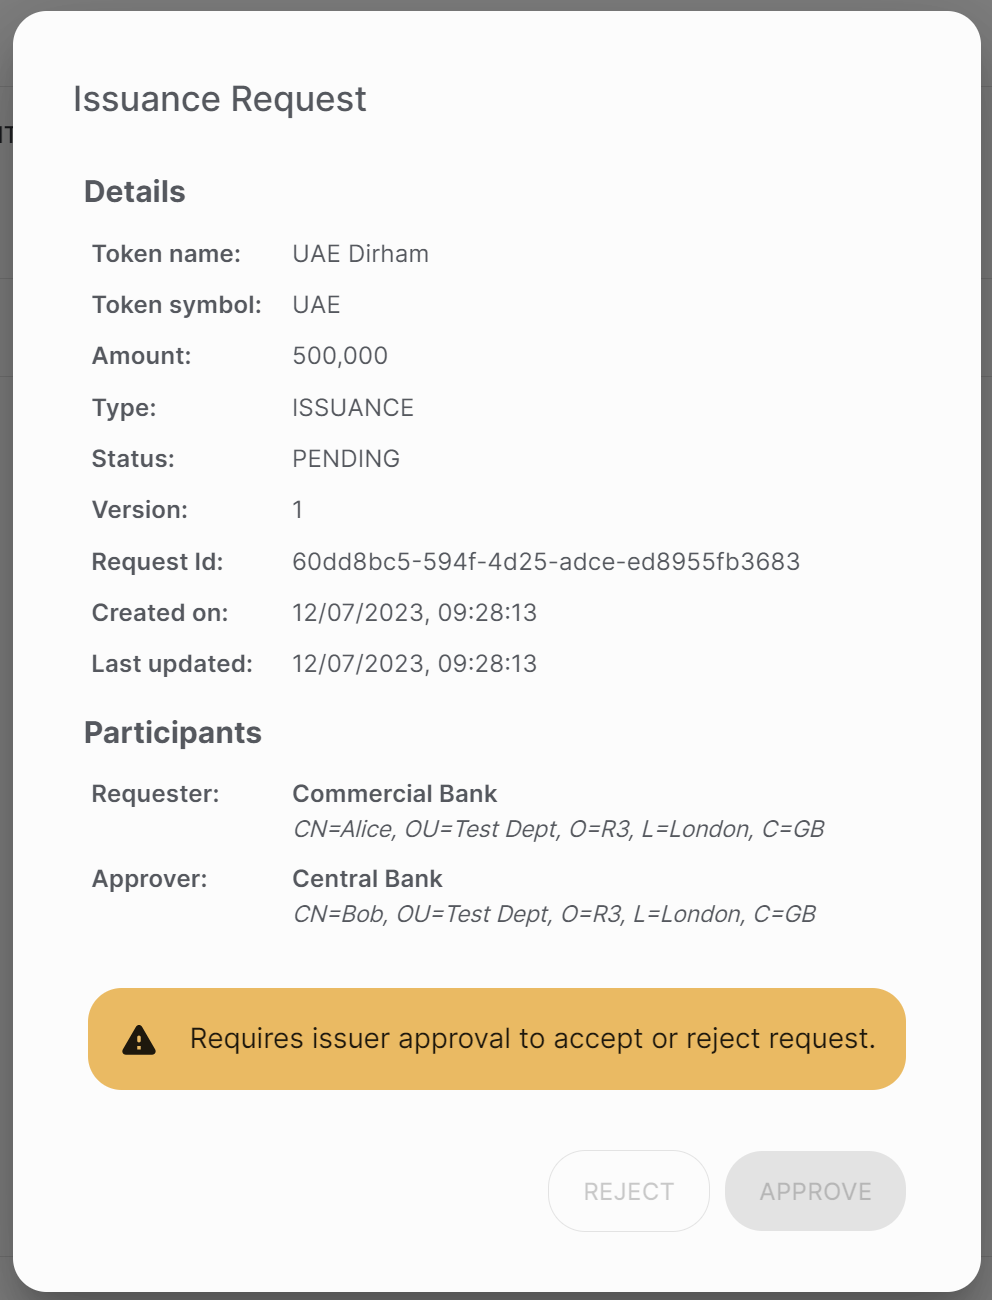 Issuance Request
Details
Token name: UAE Dirham
Token symbol: UAE
Amount: 500,000
Type: ISSUANCE
Status: PENDING
Version: 1
Request Id: 60dd8bc5-594f-4d25-adce-ed8955fb3683
Created on: 12/07/2023, 09:28:13
Last updated: 12/07/2023, 09:28:13
Participants
Requester: Commercial Bank
CN=Alice, OU=Test Dept, O=R3, L=London, C=GB
Approver: Central Bank
CN=Bob, OU=Test Dept, O=R3, L=London, C=GB
Requires issuer approval to accept or reject request.
REJECT APPROVE